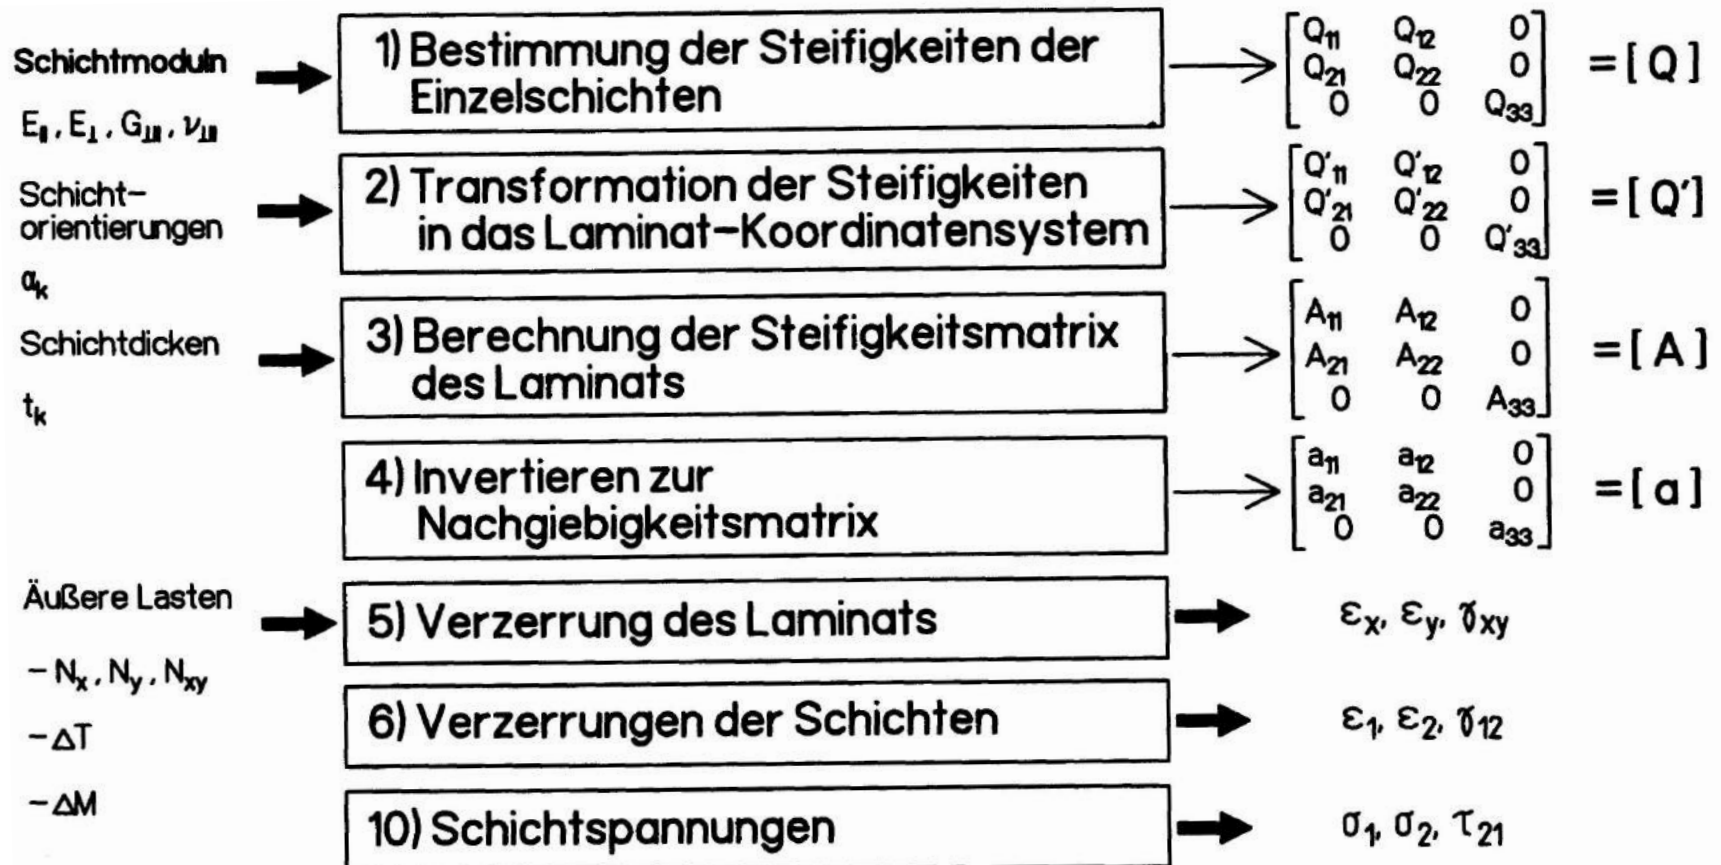 Schichtmoduln
E∥, E⊥, G⊥∥, ν⊥∥
1) Bestimmung der Steifigkeiten der
Einzelschichten
[Q11 Q12 0
Q21 Q22 0
0 0 Q33] = [Q]
Schicht-
orientierungen
αk
2) Transformation der Steifigkeiten
in das Laminat-Koordinatensystem
[Q'11 Q'12 0
Q'21 Q'22 0
0 0 Q'33] = [Q']
Schichtdicken
tk
3) Berechnung der Steifigkeitsmatrix
des Laminats
[A11 A12 0
A21 A22 0
0 0 A33] = [A]
4) Invertieren zur
Nachgiebigkeitsmatrix
[a11 a12 0
a21 a22 0
0 0 a33] = [a]
Äußere Lasten
- Nx, Ny, Nxy
- ΔT
- ΔM
5) Verzerrung des Laminats
εx, εy, γxy
6) Verzerrungen der Schichten
ε1, ε2, γ12
10) Schichtspannungen
σ1, σ2, τ21